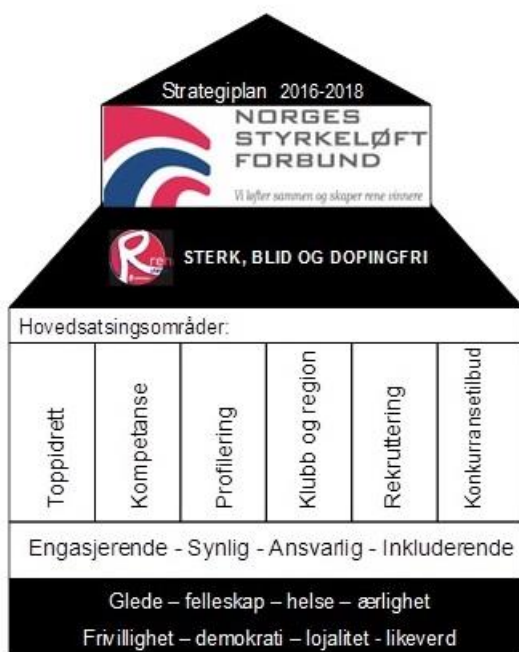 Strategiplan 2016-2018
NORGES
STYRKELØFT
FORBUND
Vi løfter sammen og skaper rene vinnere
Ren
STERK, BLID OG DOPINGFRI
Hovedsatsingsområder:
Toppidrett
Kompetanse
Profilering
Klubb og region
Rekruttering
Konkurransetilbud
Engasjerende - Synlig - Ansvarlig - Inkluderende
Glede – felleskap – helse – ærlighet
Frivillighet – demokrati – lojalitet - likeverd